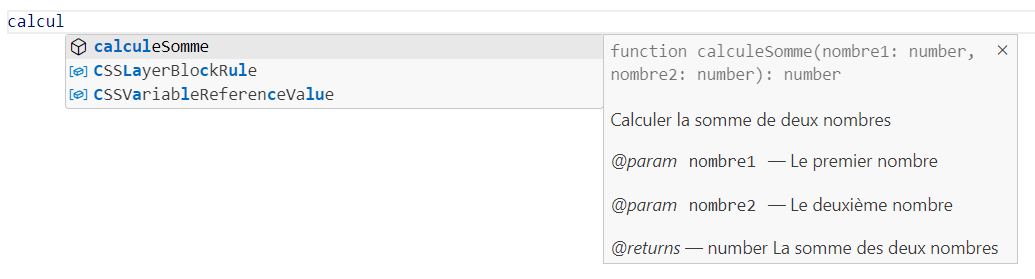 calcul
calculeSomme
CSSLayerBlockRule
CSSVariableReferenceValue
function calculeSomme(nombre1: number,
nombre2: number): number
Calculer la somme de deux nombres
@param nombre1 — Le premier nombre
@param nombre2 — Le deuxième nombre
@returns — number La somme des deux nombres